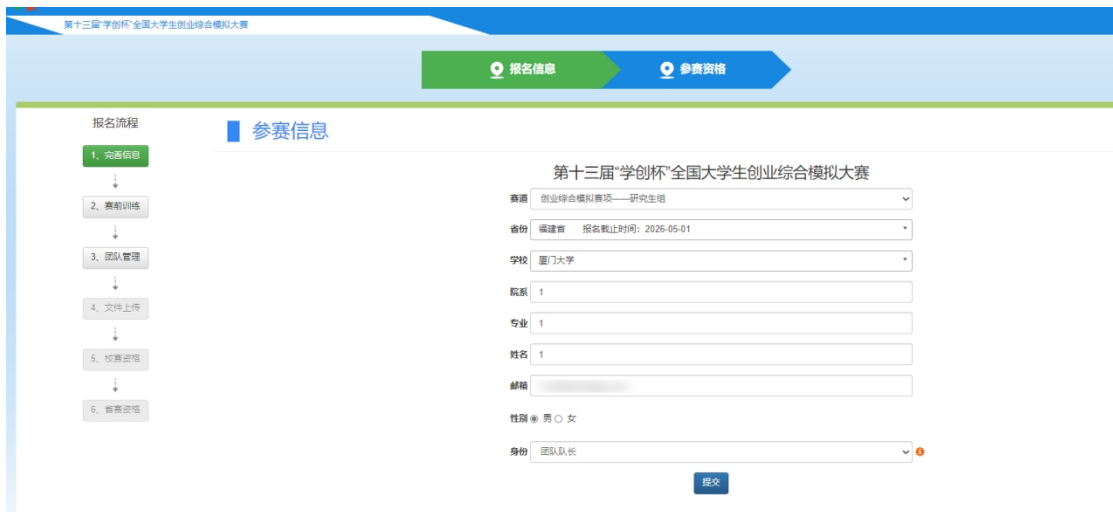 第十三届“学创杯”全国大学生创业综合模拟大赛
报名信息
参赛资格
报名流程
1、完善信息
2、赛前训练
3、团队管理
4、文件上传
5、校赛资格
6、省赛资格
参赛信息
第十三届“学创杯”全国大学生创业综合模拟大赛
赛道 创业综合模拟赛项——研究生组
省份 福建省 报名截止时间：2026-05-01
学校 厦门大学
院系 1
专业 1
姓名 1
邮箱
性别 男 女
身份 团队队长
提交